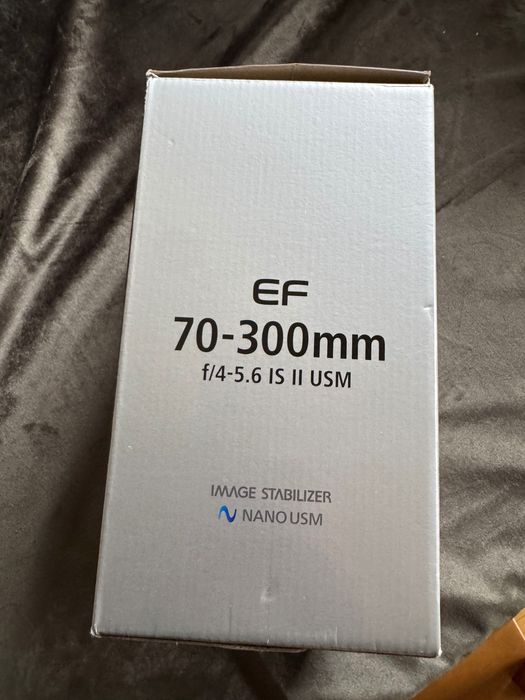 EF
70-300mm
f/4-5.6 IS II USM
IMAGE STABILIZER
NANO USM